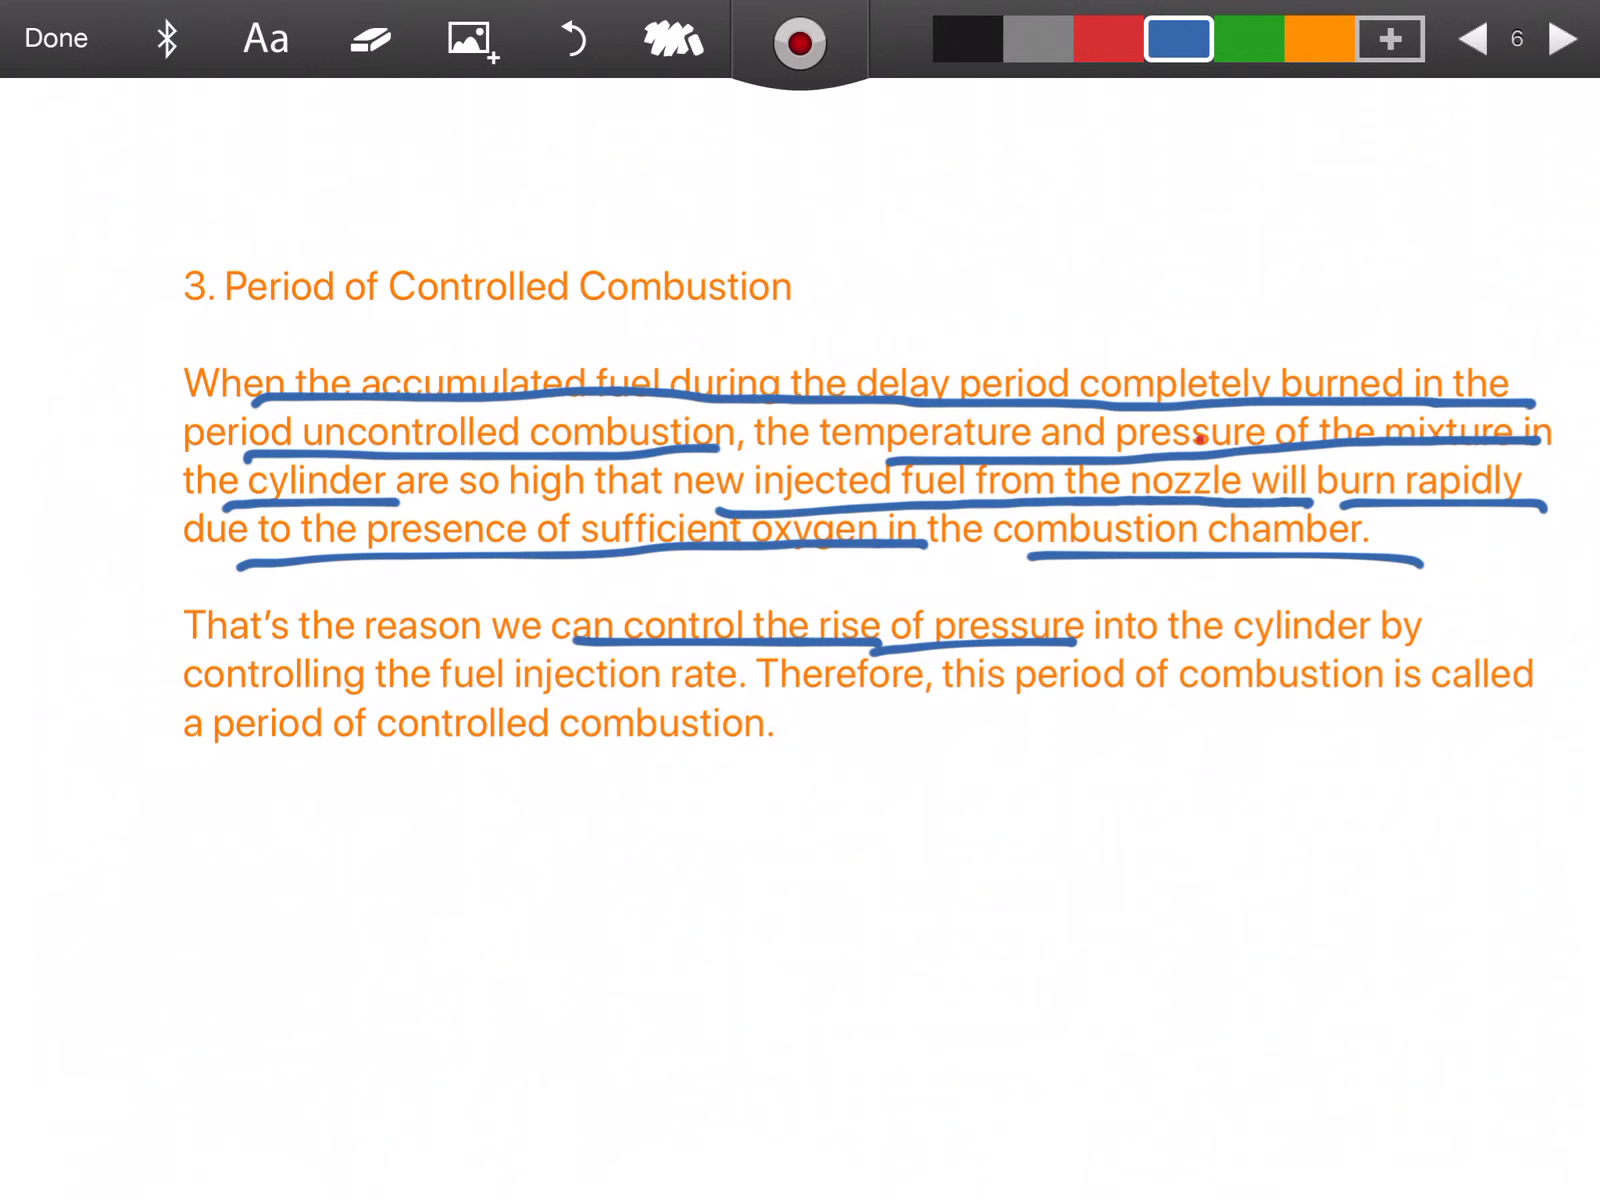 Done
Aa
6
3. Period of Controlled Combustion
When the accumulated fuel during the delay period completely burned in the
period uncontrolled combustion, the temperature and pressure of the mixture in
the cylinder are so high that new injected fuel from the nozzle will burn rapidly
due to the presence of sufficient oxygen in the combustion chamber.
That's the reason we can control the rise of pressure into the cylinder by
controlling the fuel injection rate. Therefore, this period of combustion is called
a period of controlled combustion.